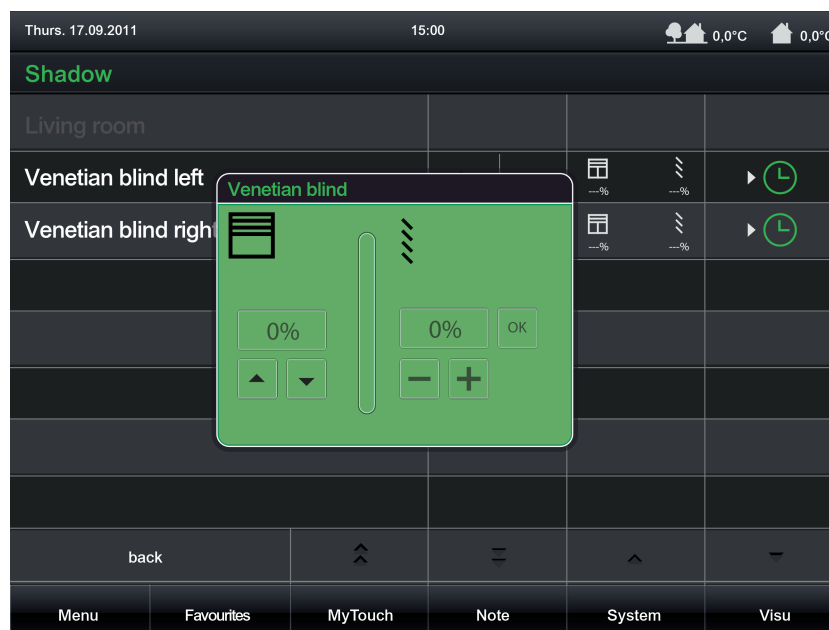 Thurs. 17.09.2011 15:00 0,0°C 0,0°C
Shadow
Living room
Venetian blind left ---% ---%
Venetian blind right ---% ---%
Venetian blind
0% 0% OK
back
Menu Favourites MyTouch Note System Visu